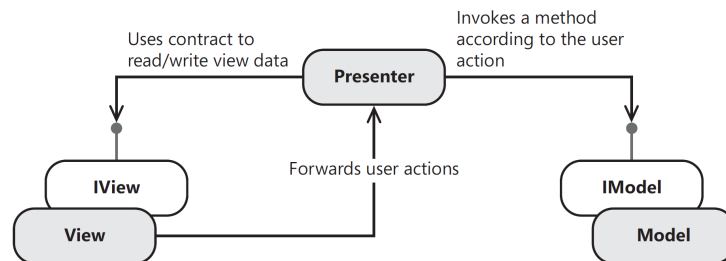 Uses contract to
read/write view data
Presenter
Invokes a method
according to the user
action
Forwards user actions
IView
View
IModel
Model